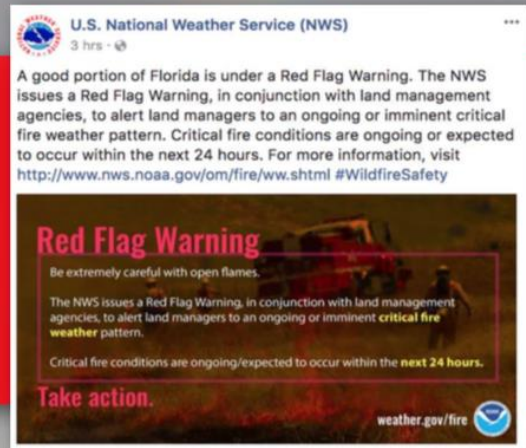 U.S. National Weather Service (NWS)
3 hrs ·
A good portion of Florida is under a Red Flag Warning. The NWS
issues a Red Flag Warning, in conjunction with land management
agencies, to alert land managers to an ongoing or imminent critical
fire weather pattern. Critical fire conditions are ongoing or expected
to occur within the next 24 hours. For more information, visit
http://www.nws.noaa.gov/om/fire/ww.shtml #WildfireSafety
Red Flag Warning
Be extremely careful with open flames.
The NWS issues a Red Flag Warning, in conjunction with land management
agencies, to alert land managers to an ongoing or imminent critical fire
weather pattern.
Critical fire conditions are ongoing/expected to occur within the next 24 hours.
Take action.
weather.gov/fire